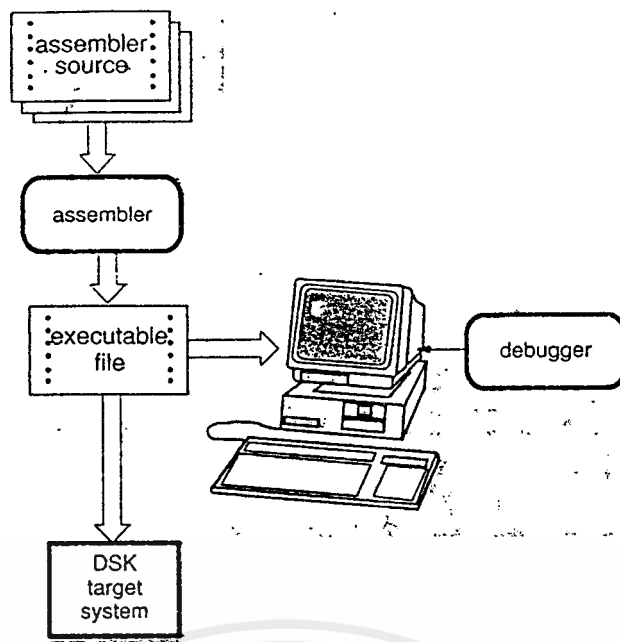 assembler
source
assembler
executable
file
debugger
DSK
target
system